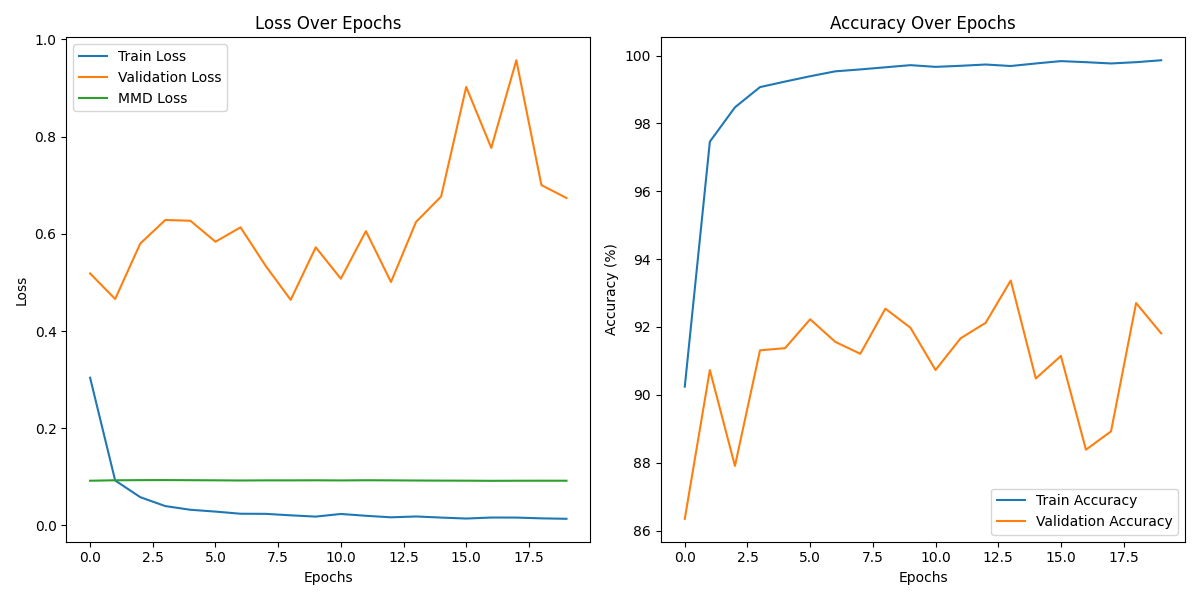 Loss Over Epochs
Train Loss
Validation Loss
MMD Loss
1.0
0.8
0.6
0.4
0.2
0.0
Loss
0.0 2.5 5.0 7.5 10.0 12.5 15.0 17.5
Epochs
Accuracy Over Epochs
100
98
96
94
92
90
88
86
Accuracy (%)
Train Accuracy
Validation Accuracy
0.0 2.5 5.0 7.5 10.0 12.5 15.0 17.5
Epochs